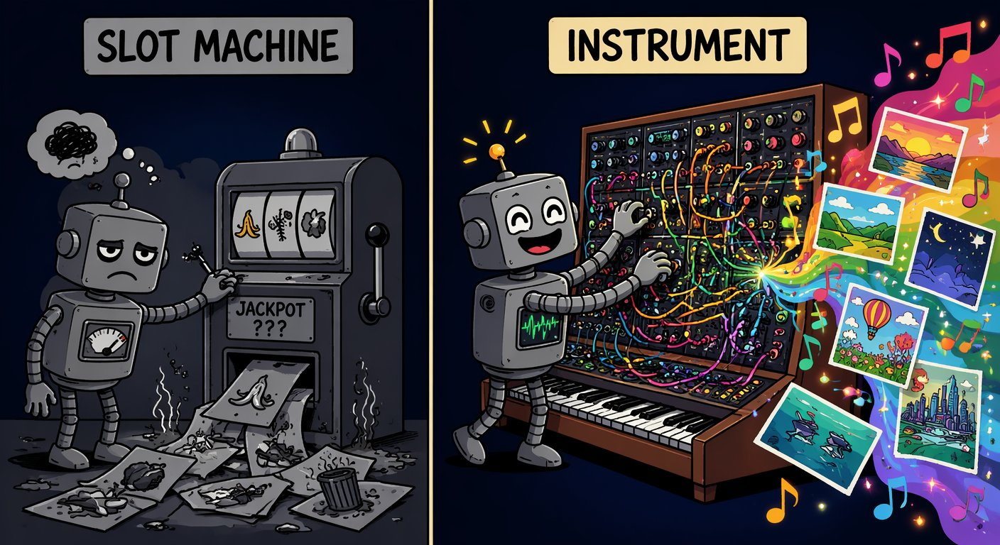 SLOT MACHINE
INSTRUMENT
JACKPOT
???